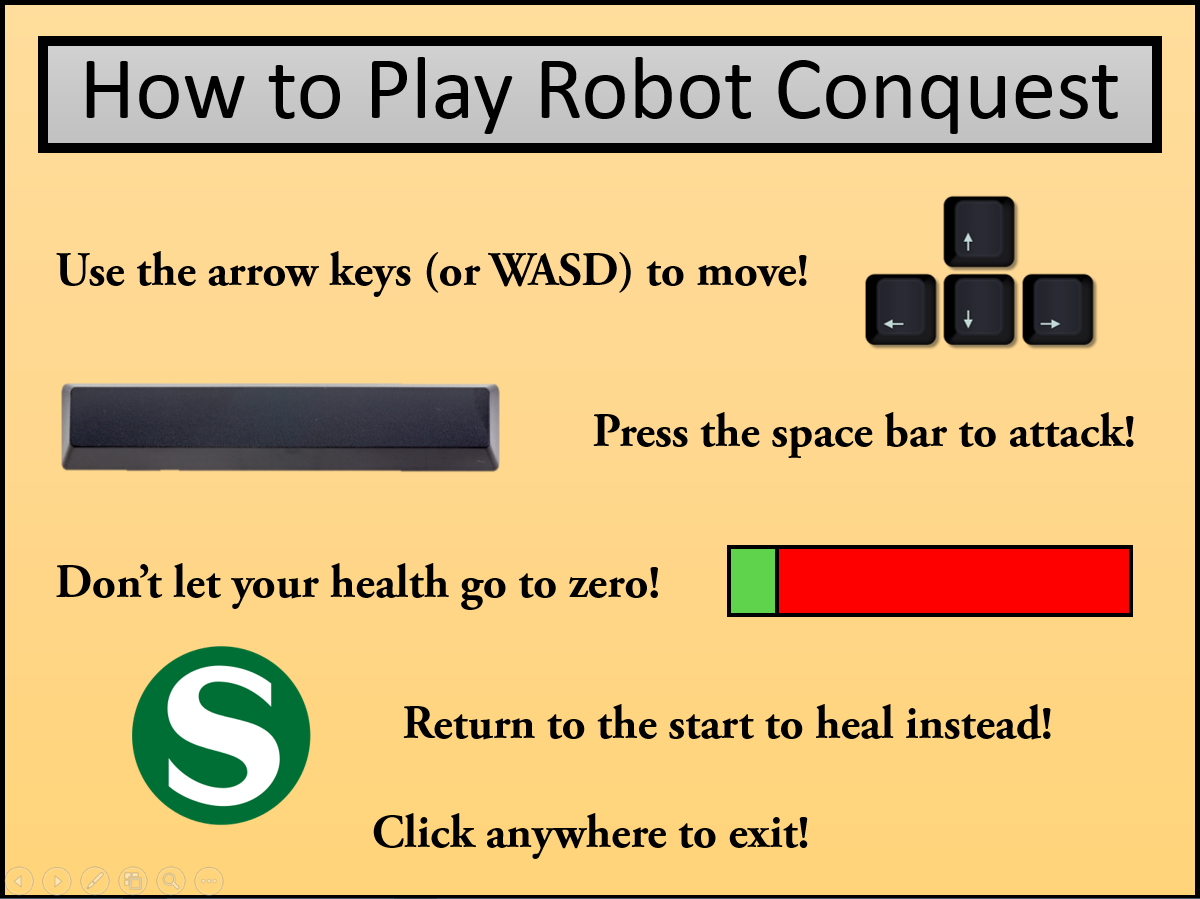 How to Play Robot Conquest
Use the arrow keys (or WASD) to move!
↑
← ↓ →
Press the space bar to attack!
Don’t let your health go to zero!
S
Return to the start to heal instead!
Click anywhere to exit!